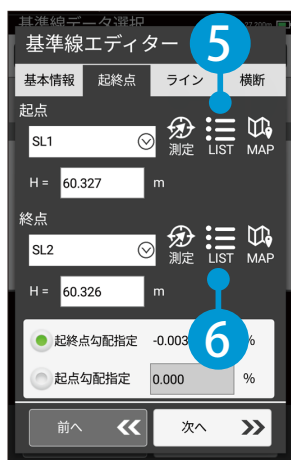 基準線データ選択 27.200m
基準線エディター 5
基本情報 起終点 ライン 横断
起点
SL1 測定 LIST MAP
H = 60.327 m
終点
SL2 測定 LIST MAP
H = 60.326 m
6
起終点勾配指定 -0.003 %
起点勾配指定 0.000 %
前へ 次へ